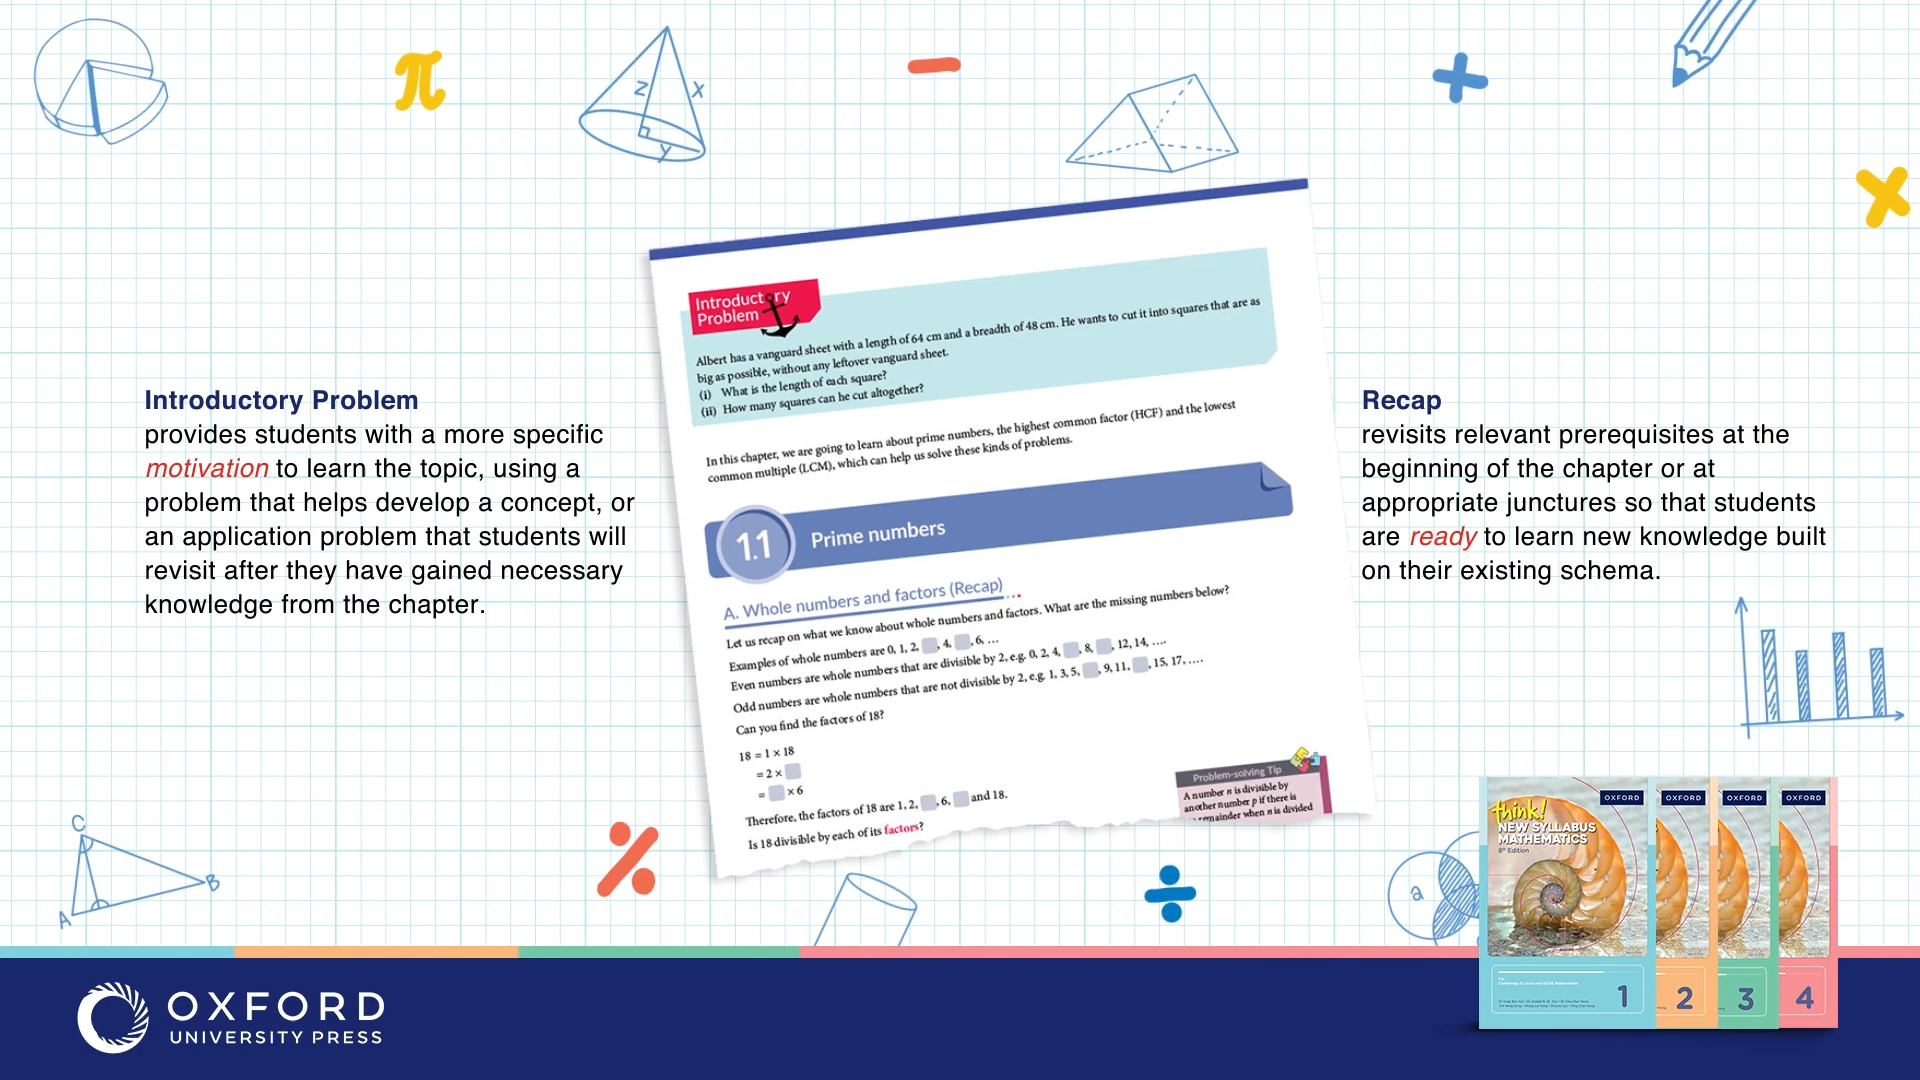 π
Z
X
y
Introductory Problem
provides students with a more specific
motivation to learn the topic, using a
problem that helps develop a concept, or
an application problem that students will
revisit after they have gained necessary
knowledge from the chapter.
Introductory
Problem
Albert has a vanguard sheet with a length of 64 cm and a breadth of 48 cm. He wants to cut it into squares that are as
big as possible, without any leftover vanguard sheet.
(i) What is the length of each square?
(ii) How many squares can he cut altogether?
In this chapter, we are going to learn about prime numbers, the highest common factor (HCF) and the lowest
common multiple (LCM), which can help us solve these kinds of problems.
1.1 Prime numbers
A. Whole numbers and factors (Recap)
Let us recap on what we know about whole numbers and factors. What are the missing numbers below?
Examples of whole numbers are 0, 1, 2, , 4, , 6, …
Even numbers are whole numbers that are divisible by 2, e.g. 0, 2, 4, , 8, , 12, 14, ….
Odd numbers are whole numbers that are not divisible by 2, e.g. 1, 3, 5, , 9, 11, , 15, 17, ….
Can you find the factors of 18?
18 = 1 × 18
= 2 ×
= × 6
Therefore, the factors of 18 are 1, 2, , 6, and 18.
Is 18 divisible by each of its factors?
Problem-solving Tip
A number n is divisible by
another number p if there is
remainder when n is divided
Recap
revisits relevant prerequisites at the
beginning of the chapter or at
appropriate junctures so that students
are ready to learn new knowledge built
on their existing schema.
C
B
A
a
OXFORD
UNIVERSITY PRESS
OXFORD
OXFORD
OXFORD
OXFORD
think!
NEW SYLLABUS
MATHEMATICS
8th Edition
1
2
3
4